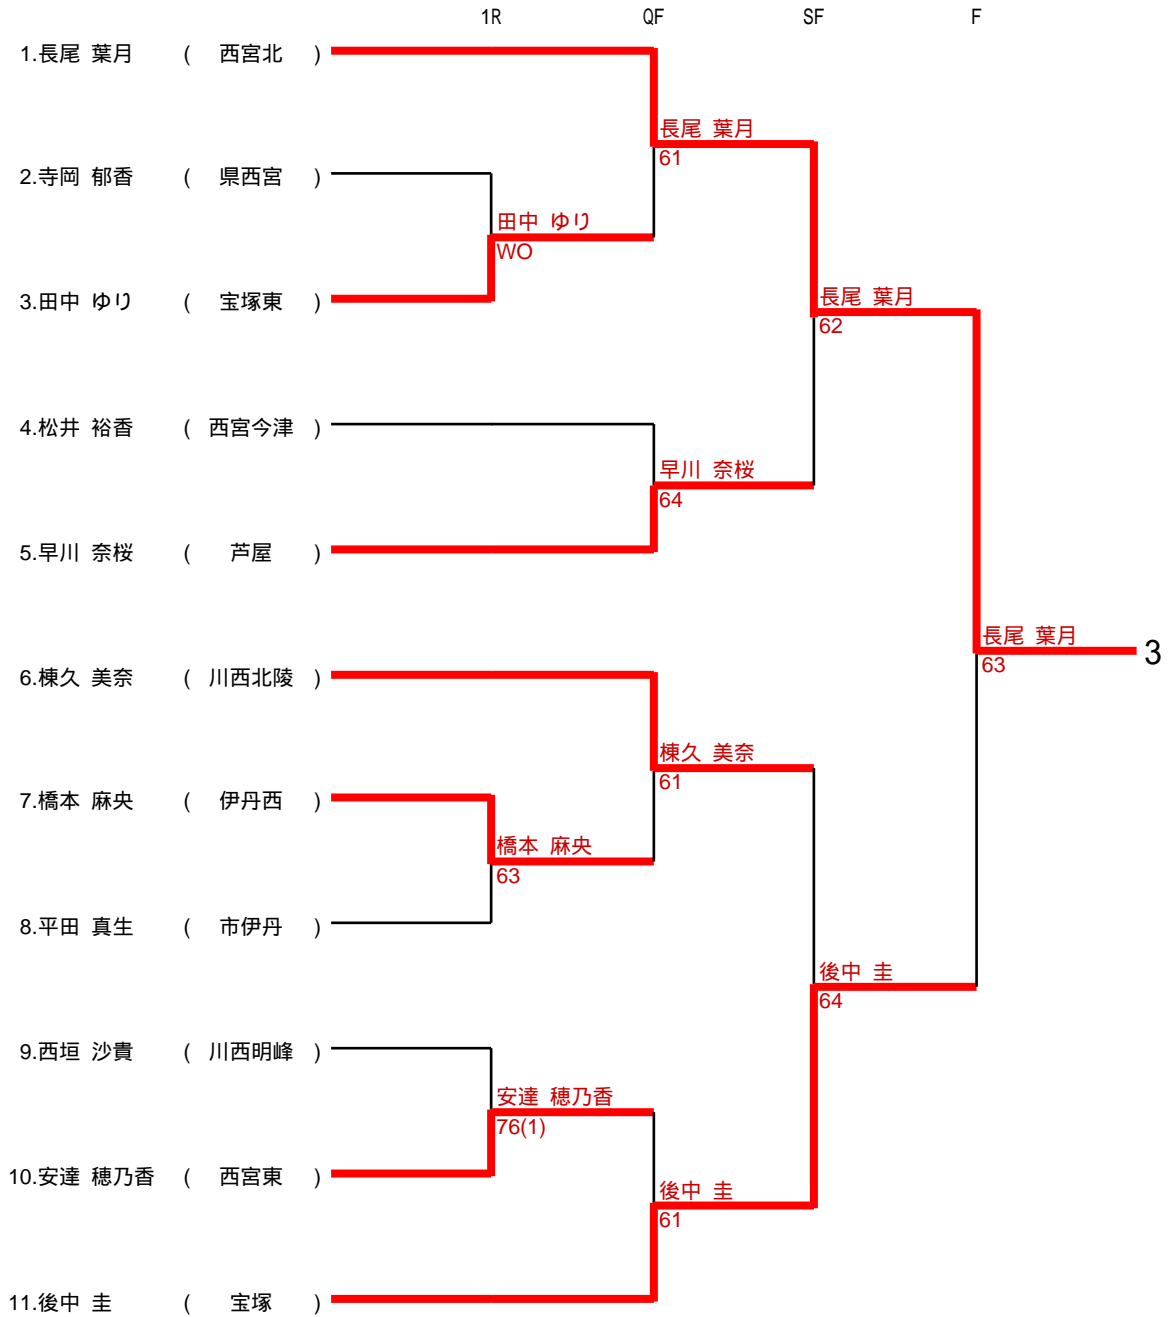 1R QF SF F
1.長尾 葉月 ( 西宮北 )
長尾 葉月
61
2.寺岡 郁香 ( 県西宮 )
田中 ゆり
WO
3.田中 ゆり ( 宝塚東 )
長尾 葉月
62
4.松井 裕香 ( 西宮今津 )
早川 奈桜
64
5.早川 奈桜 ( 芦屋 )
長尾 葉月
63
3
6.棟久 美奈 ( 川西北陵 )
棟久 美奈
61
7.橋本 麻央 ( 伊丹西 )
橋本 麻央
63
8.平田 真生 ( 市伊丹 )
後中 圭
64
9.西垣 沙貴 ( 川西明峰 )
安達 穂乃香
76(1)
10.安達 穂乃香 ( 西宮東 )
後中 圭
61
11.後中 圭 ( 宝塚 )